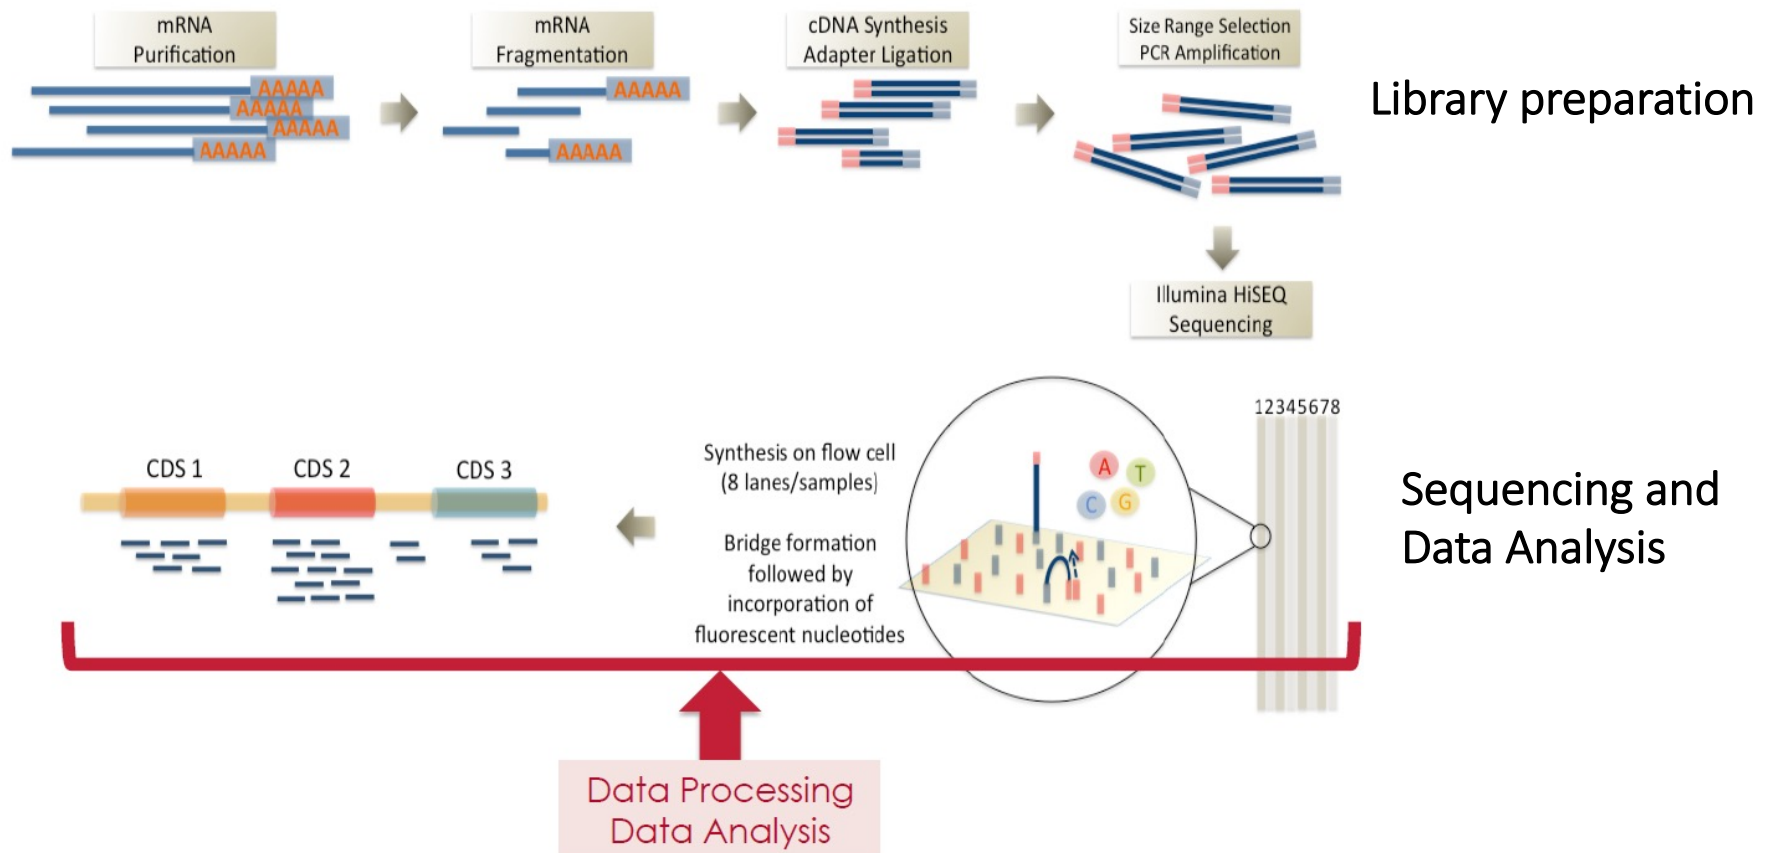 mRNA
Purification
mRNA
Fragmentation
cDNA Synthesis
Adapter Ligation
Size Range Selection
PCR Amplification
AAAAA
AAAAA
AAAAA
AAAAA
AAAAA
AAAAA
Library preparation
Illumina HiSEQ
Sequencing
12345678
CDS 1
CDS 2
CDS 3
Synthesis on flow cell
(8 lanes/samples)
Bridge formation
followed by
incorporation of
fluorescent nucleotides
A
T
C
G
Sequencing and
Data Analysis
Data Processing
Data Analysis